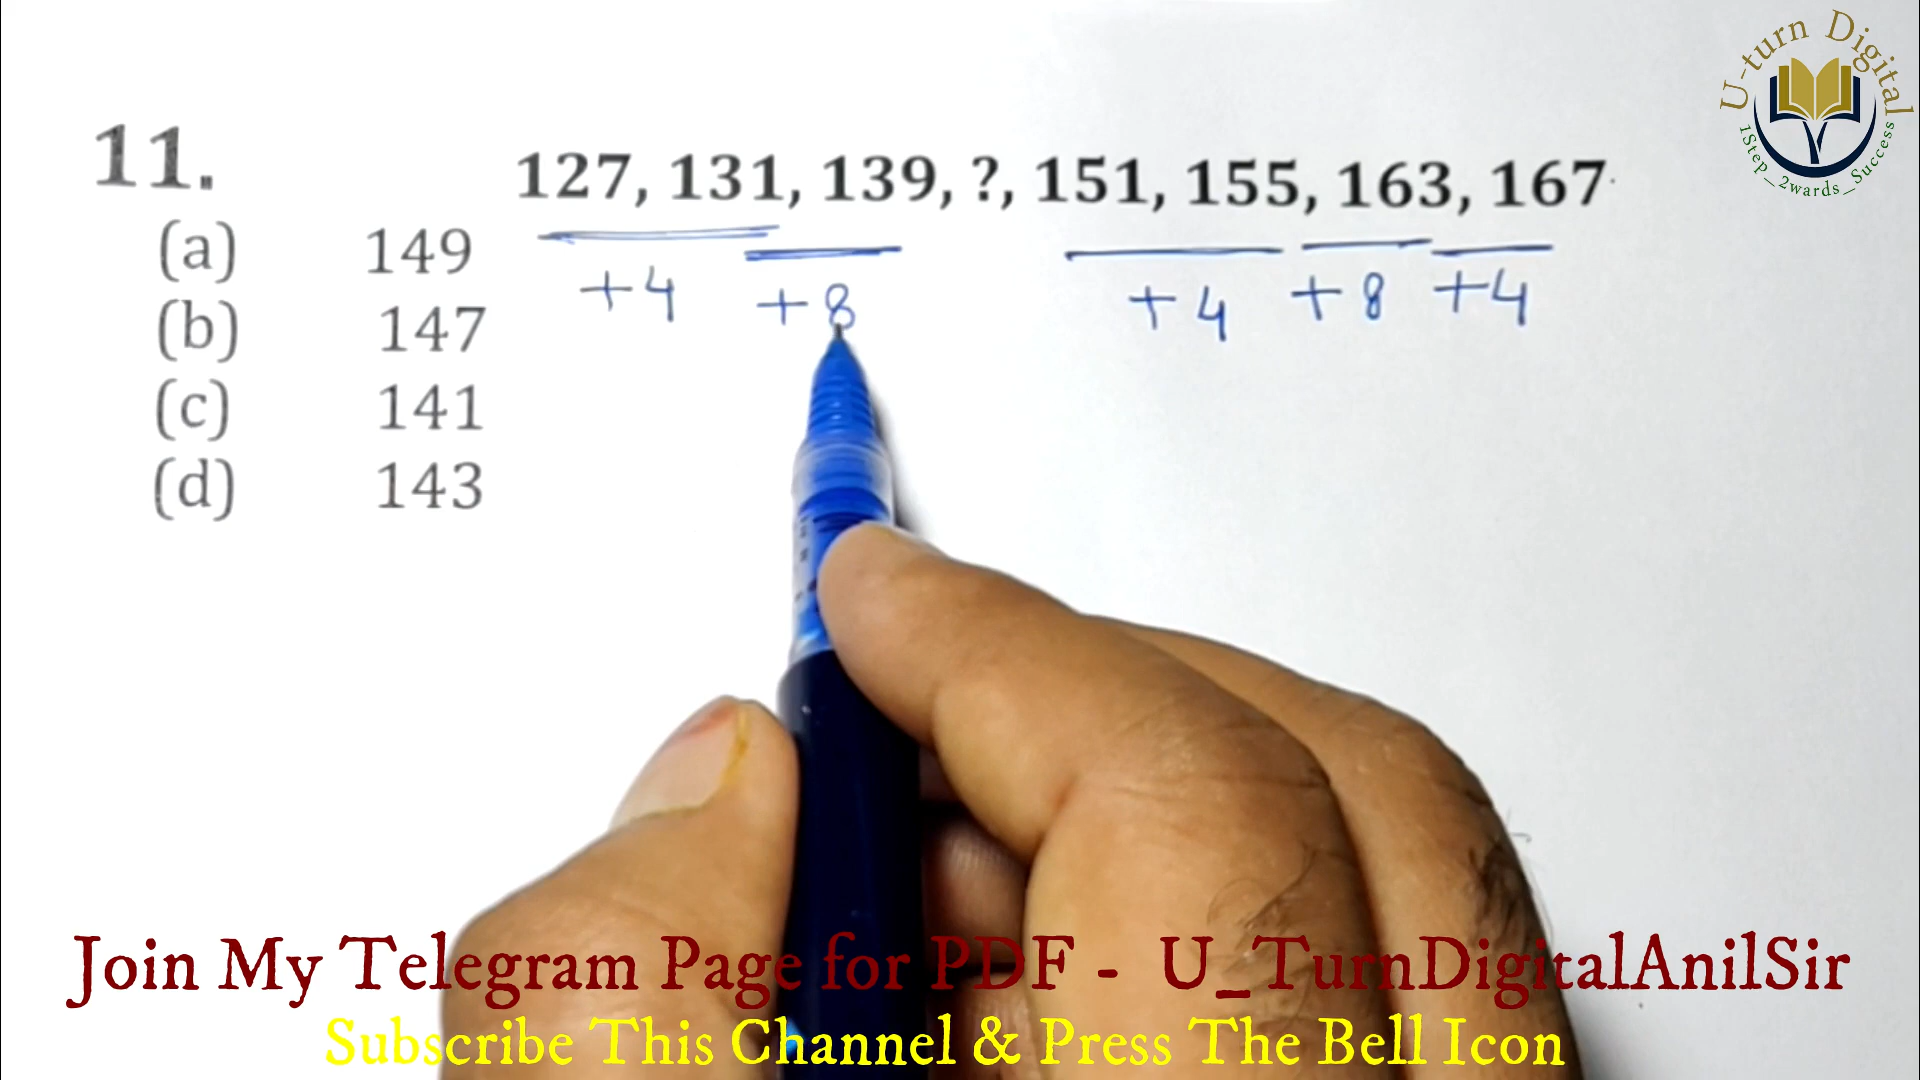 U-turn Digital
1Step_2wards_Success
11. 127, 131, 139, ?, 151, 155, 163, 167
+4 +8 +4 +8 +4
(a) 149
(b) 147
(c) 141
(d) 143
Join My Telegram Page for PDF - U_TurnDigitalAnilSir
Subscribe This Channel & Press The Bell Icon